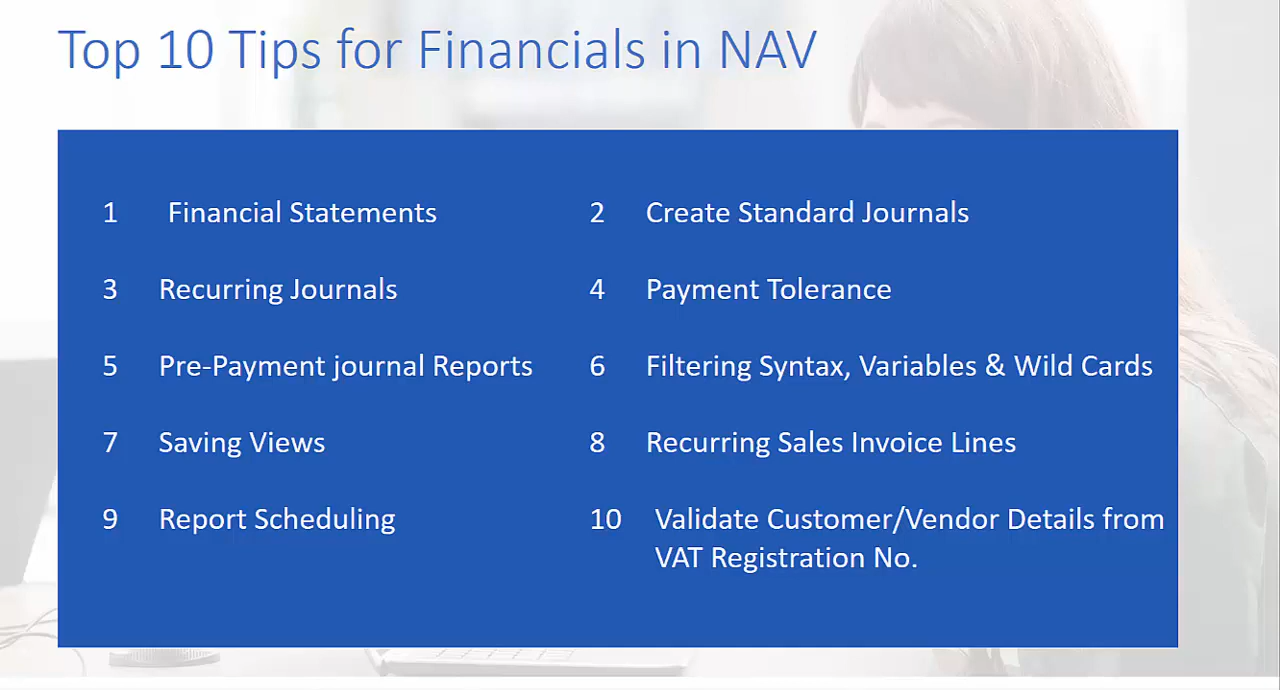 Top 10 Tips for Financials in NAV
1 Financial Statements
2 Create Standard Journals
3 Recurring Journals
4 Payment Tolerance
5 Pre-Payment journal Reports
6 Filtering Syntax, Variables & Wild Cards
7 Saving Views
8 Recurring Sales Invoice Lines
9 Report Scheduling
10 Validate Customer/Vendor Details from
VAT Registration No.